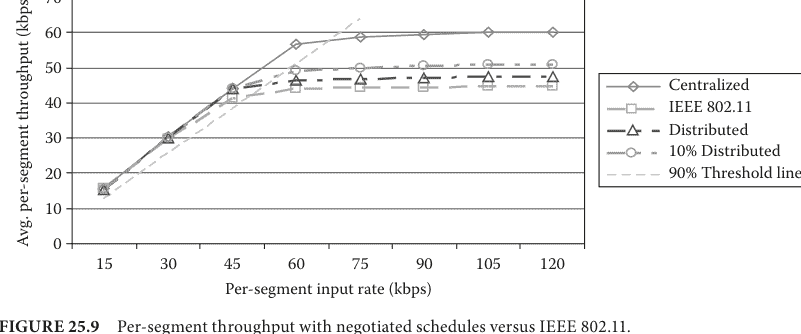 70
60
50
40
30
20
10
0
Avg. per-segment throughput (kbps)
15 30 45 60 75 90 105 120
Per-segment input rate (kbps)
Centralized
IEEE 802.11
Distributed
10% Distributed
90% Threshold line
FIGURE 25.9 Per-segment throughput with negotiated schedules versus IEEE 802.11.